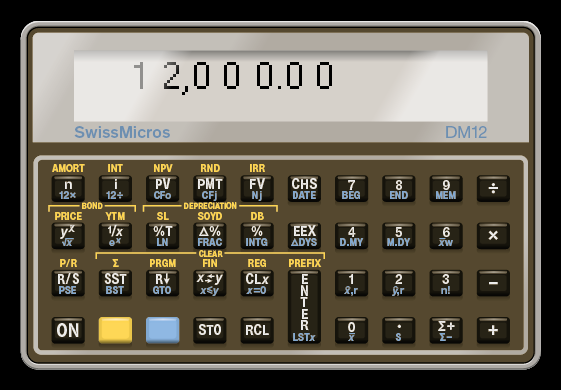 12,000.00
SwissMicros DM12
AMORT INT NPV RND IRR
n i PV PMT FV CHS 7 8 9 ÷
12× 12÷ CFo CFj Nj DATE BEG END MEM
BOND DEPRECIATION
PRICE YTM SL SOYD DB
yˣ 1/x %T Δ% % EEX 4 5 6 ×
√x eˣ LN FRAC INTG ΔDYS D.MY M.DY x̂w
CLEAR
P/R Σ PRGM FIN REG PREFIX
R/S SST R↓ x≷y CLx ENTER 1 2 3 −
PSE BST GTO x≤y x=0 x̂,r ŷ,r n!
ON STO RCL 0 · Σ+ +
LSTx x̄ S Σ−